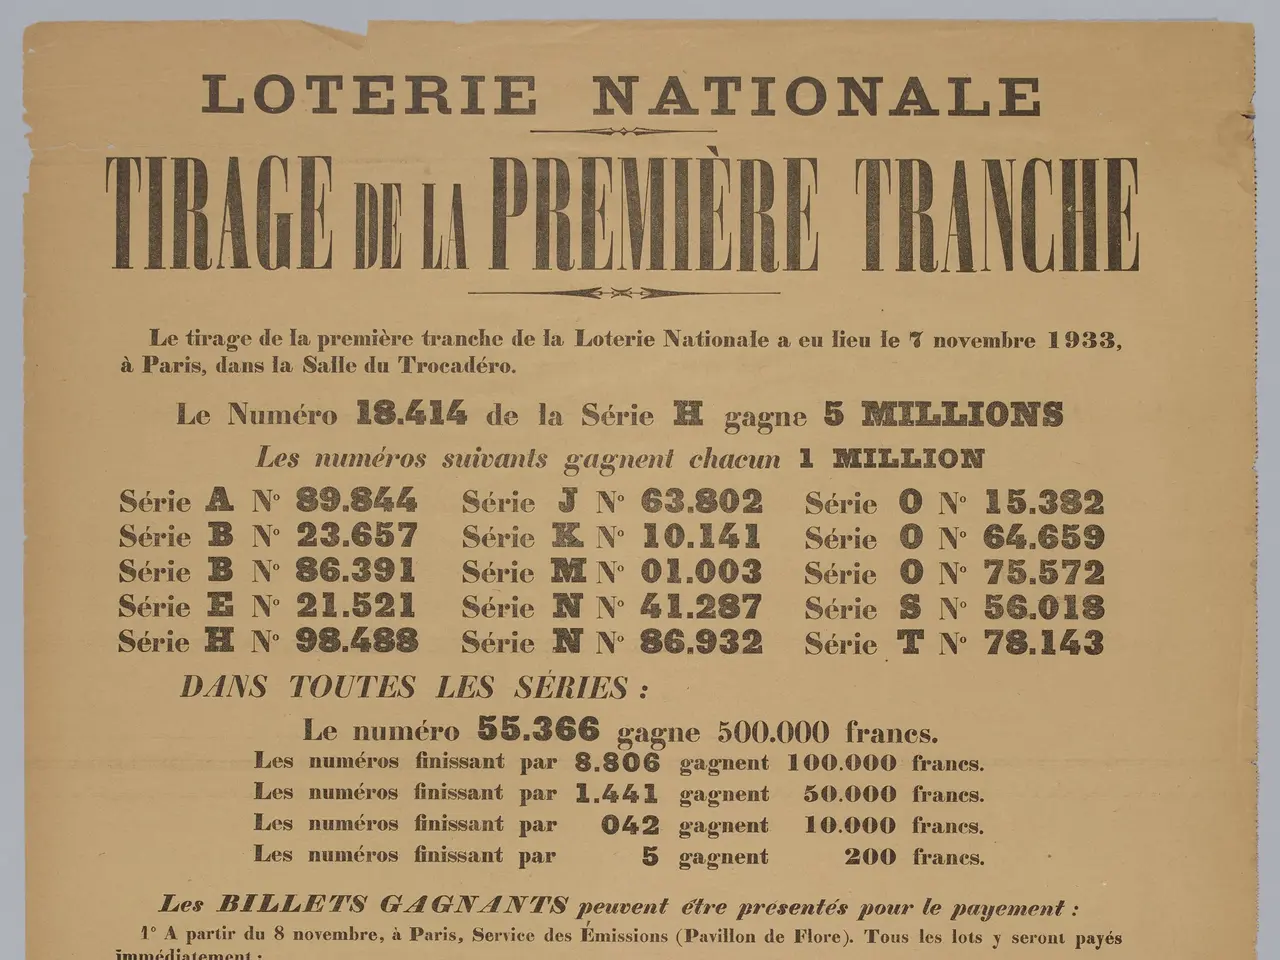 LOTERIE NATIONALE
TIRAGE DE LA PREMIÈRE TRANCHE
Le tirage de la première tranche de la Loterie Nationale a eu lieu le 7 novembre 1933,
à Paris, dans la Salle du Trocadéro.
Le Numéro 18.414 de la Série H gagne 5 MILLIONS
Les numéros suivants gagnent chacun 1 MILLION
Série A N° 89.844 Série J N° 63.802 Série O N° 15.382
Série B N° 23.657 Série K N° 10.141 Série O N° 64.659
Série B N° 86.391 Série M N° 01.003 Série O N° 75.572
Série E N° 21.521 Série N N° 41.287 Série S N° 56.018
Série H N° 98.488 Série N N° 86.932 Série T N° 78.143
DANS TOUTES LES SÉRIES :
Le numéro 55.366 gagne 500.000 francs.
Les numéros finissant par 8.806 gagnent 100.000 francs.
Les numéros finissant par 1.441 gagnent 50.000 francs.
Les numéros finissant par 042 gagnent 10.000 francs.
Les numéros finissant par 5 gagnent 200 francs.
Les BILLETS GAGNANTS peuvent être présentés pour le payement :
1° A partir du 8 novembre, à Paris, Service des Émissions (Pavillon de Flore). Tous les lots y seront payés
immédiatement :